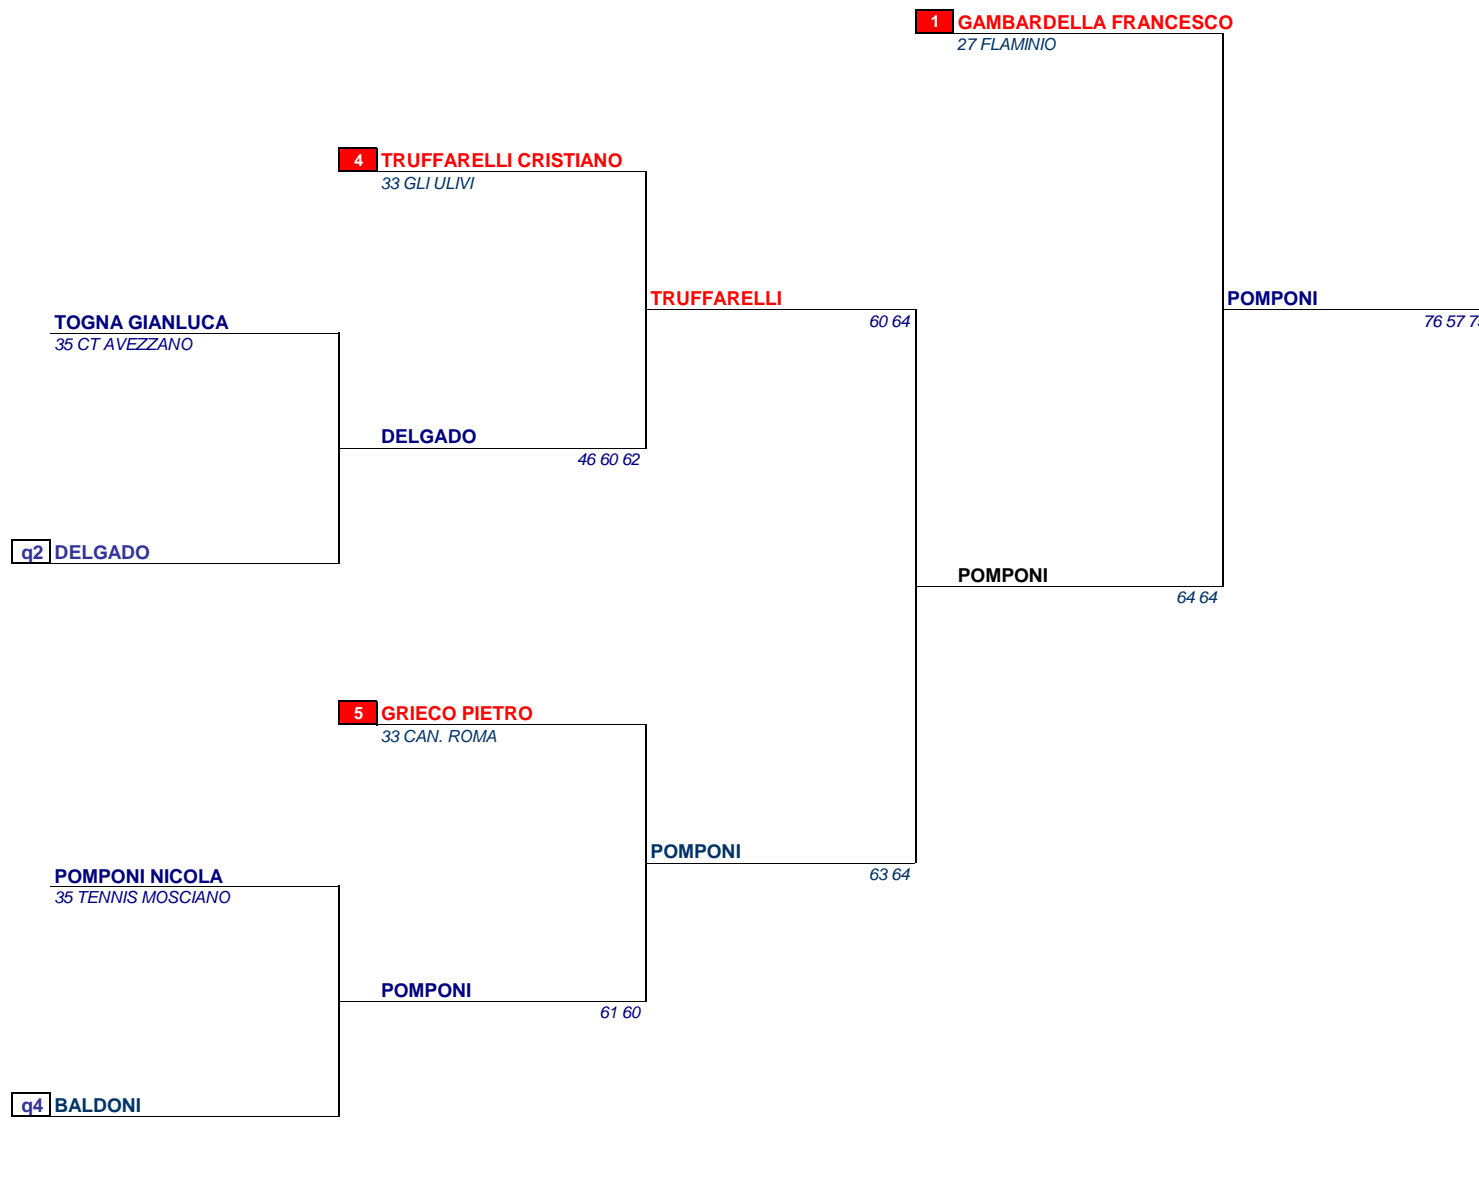 1 GAMBARDELLA FRANCESCO
27 FLAMINIO
4 TRUFFARELLI CRISTIANO
33 GLI ULIVI
TRUFFARELLI
60 64
POMPONI
76 57
TOGNA GIANLUCA
35 CT AVEZZANO
DELGADO
46 60 62
q2 DELGADO
POMPONI
64 64
5 GRIECO PIETRO
33 CAN. ROMA
POMPONI
63 64
POMPONI NICOLA
35 TENNIS MOSCIANO
POMPONI
61 60
q4 BALDONI